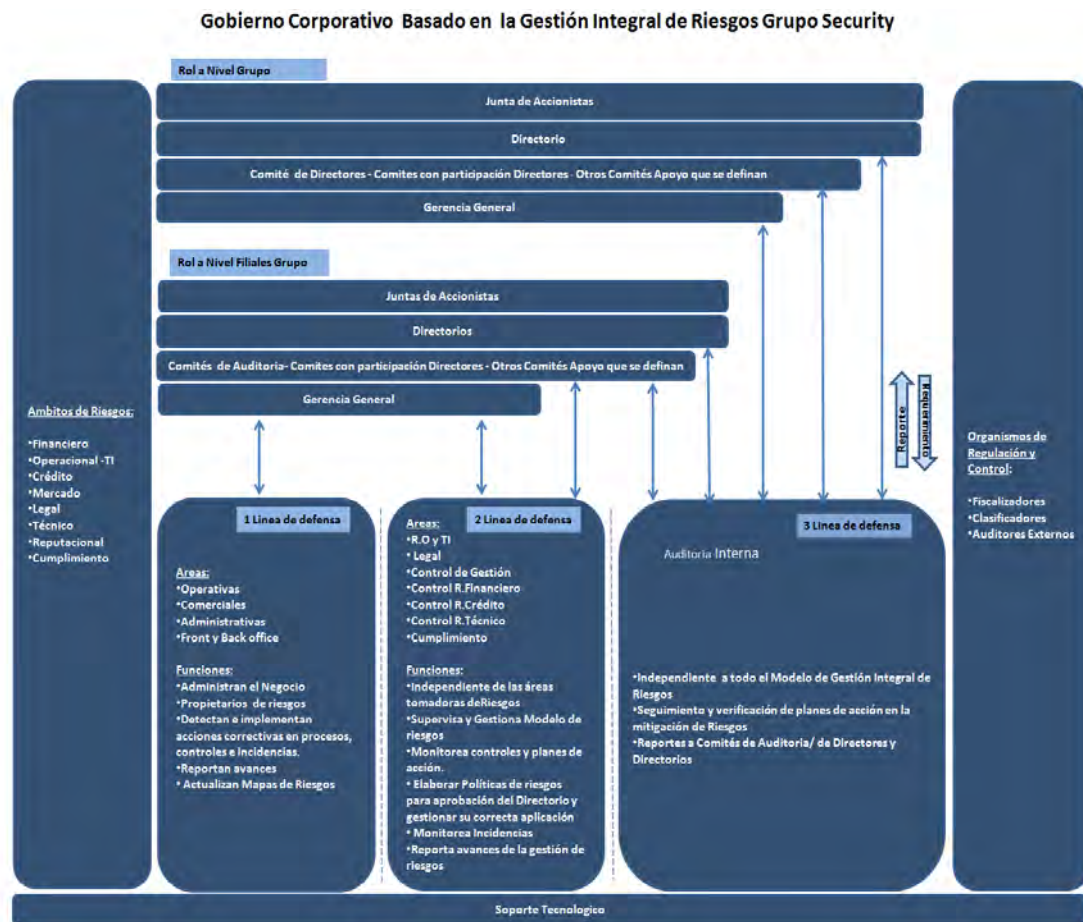 Gobierno Corporativo Basado en la Gestión Integral de Riesgos Grupo Security
Rol a Nivel Grupo
Junta de Accionistas
Directorio
Comité de Directores - Comites con participación Directores - Otros Comités Apoyo que se definan
Gerencia General
Rol a Nivel Filiales Grupo
Juntas de Accionistas
Directorios
Comités de Auditoria- Comites con participación Directores - Otros Comités Apoyo que se definan
Gerencia General
Ambitos de Riesgos:
•Financiero
•Operacional -TI
•Crédito
•Mercado
•Legal
•Técnico
•Reputacional
•Cumplimiento
Reporte
Requerimiento
Organismos de
Regulación y
Control:
•Fiscalizadores
•Clasificadores
•Auditores Externos
1 Linea de defensa
Areas:
•Operativas
•Comerciales
•Administrativas
•Front y Back office
Funciones:
•Administran el Negocio
•Propietarios de riesgos
•Detectan e implementan
acciones correctivas en procesos,
controles e Incidencias.
•Reportan avances
• Actualizan Mapas de Riesgos
2 Linea de defensa
Areas:
•R.O y TI
• Legal
•Control de Gestión
•Control R.Financiero
•Control R.Crédito
•Control R.Técnico
•Cumplimiento
Funciones:
•Independiente de las áreas
tomadoras deRiesgos
•Supervisa y Gestiona Modelo de
riesgos
•Monitorea controles y planes de
acción.
• Elaborar Políticas de riesgos
para aprobación del Directorio y
gestionar su correcta aplicación
• Monitorea Incidencias
•Reporta avances de la gestión de
riesgos
3 Linea de defensa
Auditoria Interna
•Independiente a todo el Modelo de Gestión Integral de
Riesgos
•Seguimiento y verificación de planes de acción en la
mitigación de Riesgos
•Reportes a Comités de Auditoria/ de Directores y
Directorios
Soporte Tecnologico